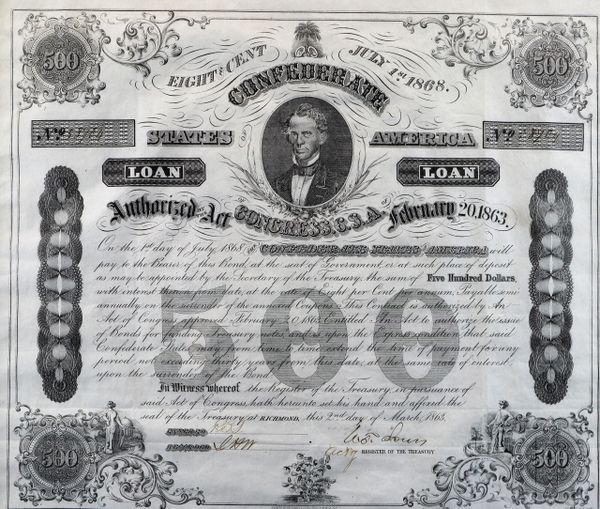 500 500
EIGHT PR CENT JULY 1ST 1868.
CONFEDERATE
No STATES OF AMERICA No
LOAN LOAN
Authorized Act CONGRESS, C.S.A. February 20, 1863.
On the 1st day of July, 1868, the CONFEDERATE STATES OF AMERICA will
pay to the Bearer of this Bond, at the seat of Government, or at such place of deposit
as may be appointed by the Secretary of the Treasury, the sum of Five Hundred Dollars,
with interest thereon from date, at the rate of Eight per Cent per annum, payable semi
annually, on the surrender of the annexed This Contract is authorized by An
Act of Congress approved February 20, 1863, Entitled "An Act to authorize the issue
of Bonds for funding Treasury notes," and is upon the express condition that said
Confederate States may from time to time extend the time of payment for any
period not exceeding thirty years from this date, at the same rate of interest
upon the surrender of the Bond.
500
In Witness whereof the Register of the Treasury, in pursuance of
said Act of Congress, hath hereunto set his hand and affixed the
seal of the Treasury, at RICHMOND, this 2nd day of March, 1863.
ENTERED
RECORDED
REGISTER OF THE TREASURY
500 500